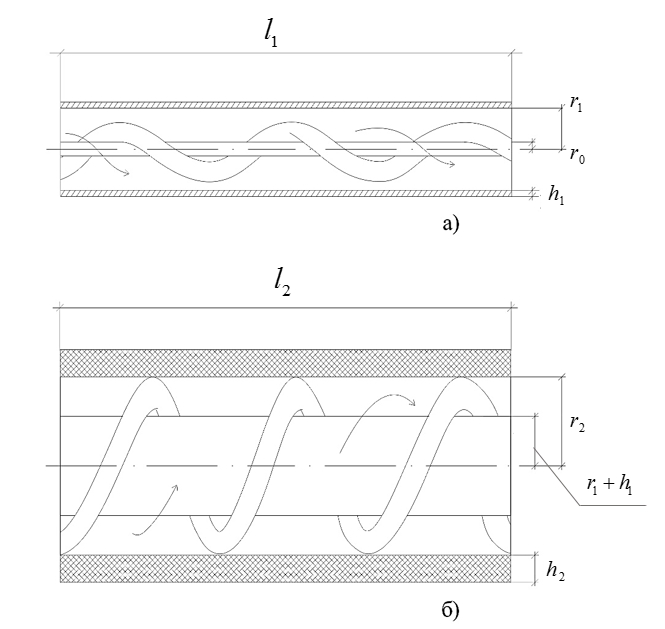 l₁
r₁
r₀
h₁
а)
l₂
r₂
r₁ + h₁
h₂
б)